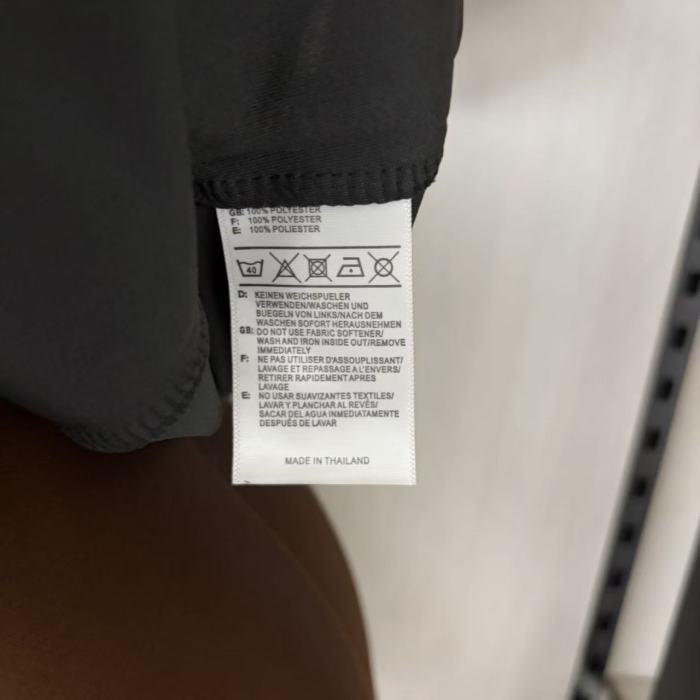 GB: 100% POLYESTER
F: 100% POLYESTER
E: 100% POLIESTER
40
D: KEINEN WEICHSPUELER
VERWENDEN/WASCHEN UND
BUEGELN VON LINKS/NACH DEM
WASCHEN SOFORT HERAUSNEHMEN
GB: DO NOT USE FABRIC SOFTENER/
WASH AND IRON INSIDE OUT/REMOVE
IMMEDIATELY
F: NE PAS UTILISER D'ASSOUPLISSANT/
LAVAGE ET REPASSAGE A L'ENVERS/
RETIRER RAPIDEMENT APRES
LAVAGE
E: NO USAR SUAVIZANTES TEXTILES/
LAVAR Y PLANCHAR AL REVÉS/
SACAR DEL AGUA INMEDIATAMENTE
DESPUÉS DE LAVAR
MADE IN THAILAND